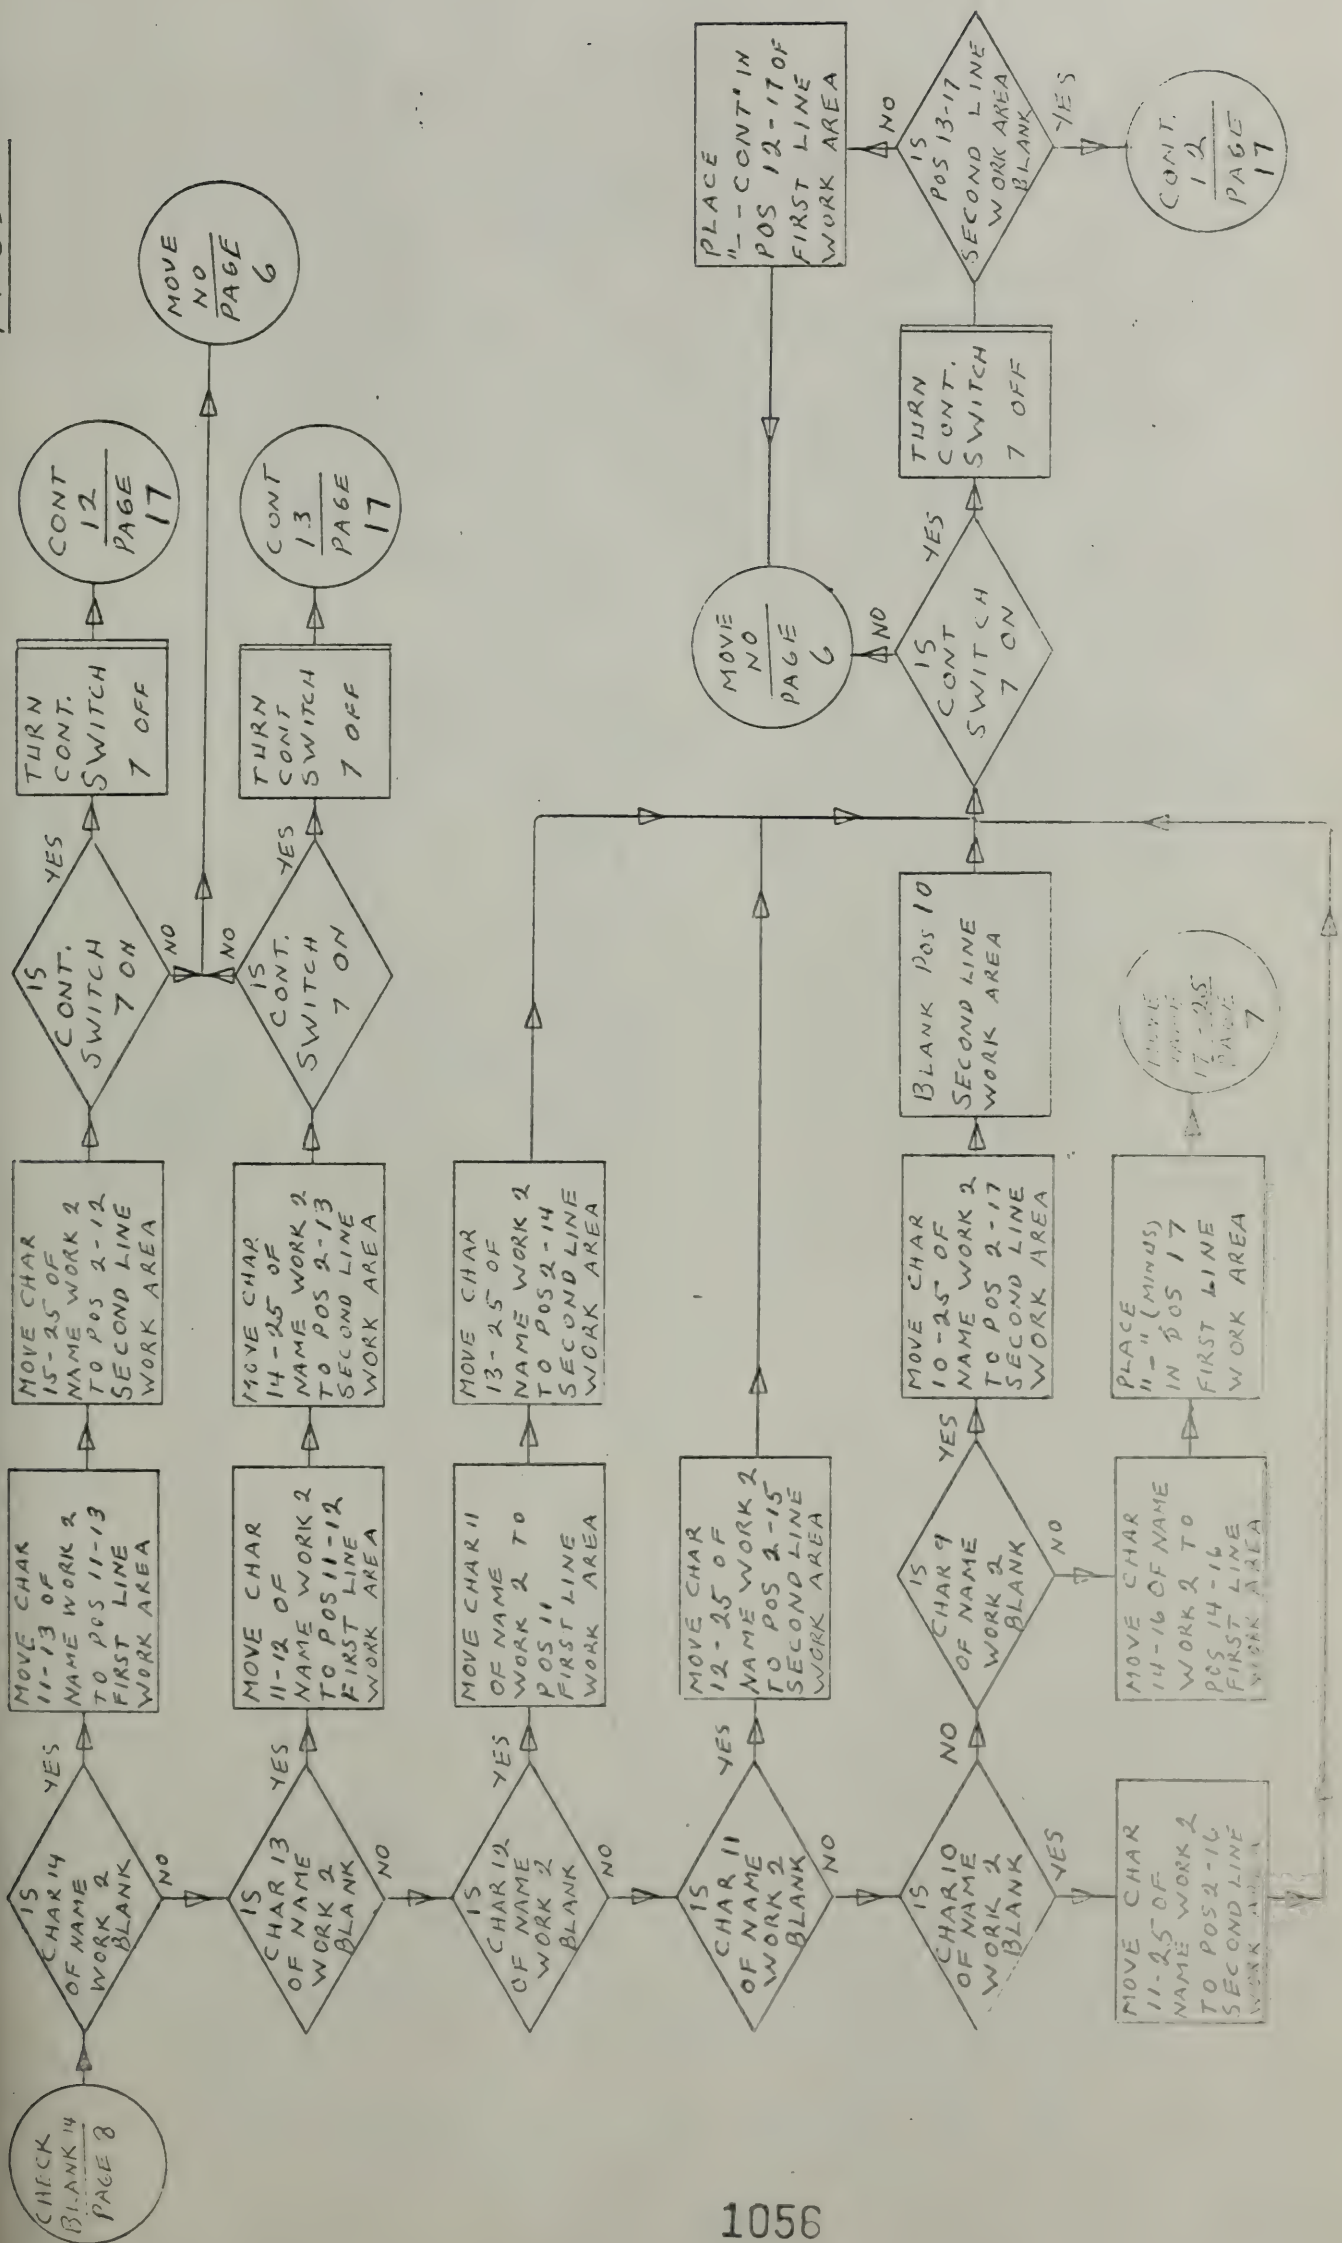 CHECK
BLANK 14
PAGE 8
IS
CHAR 14
OF NAME
WORK 2
BLANK
YES
NO
MOVE CHAR
11-13 OF
NAME WORK 2
TO POS 11-13
FIRST LINE
WORK AREA
MOVE CHAR
15-25 OF
NAME WORK 2
TO POS 2-12
SECOND LINE
WORK AREA
IS
CONT.
SWITCH
7 ON
YES
NO
TURN
CONT.
SWITCH
7 OFF
CONT
12
PAGE
17
MOVE
NO
PAGE
6
IS
CHAR 13
OF NAME
WORK 2
BLANK
YES
NO
MOVE CHAR
11-12 OF
NAME WORK 2
TO POS 11-12
FIRST LINE
WORK AREA
MOVE CHAR
14-25 OF
NAME WORK 2
TO POS 2-13
SECOND LINE
WORK AREA
IS
CONT.
SWITCH
7 ON
YES
NO
TURN
CONT
SWITCH
7 OFF
CONT
13
PAGE
17
IS
CHAR 12
OF NAME
WORK 2
BLANK
YES
NO
MOVE CHAR 11
OF NAME
WORK 2 TO
POS 11
FIRST LINE
WORK AREA
MOVE CHAR
13-25 OF
NAME WORK 2
TO POS 2-14
SECOND LINE
WORK AREA
IS
CHAR 11
OF NAME
WORK 2
BLANK
YES
NO
MOVE CHAR
12-25 OF
NAME WORK 2
TO POS 2-15
SECOND LINE
WORK AREA
MOVE
NO
PAGE
6
PLACE
"--CONT" IN
POS 12-17 OF
FIRST LINE
WORK AREA
IS
CHAR 10
OF NAME
WORK 2
BLANK
NO
YES
IS
CHAR 9
OF NAME
WORK 2
BLANK
YES
NO
MOVE CHAR
10-25 OF
NAME WORK 2
TO POS 2-17
SECOND LINE
WORK AREA
BLANK POS 10
SECOND LINE
WORK AREA
IS
CONT
SWITCH
7 ON
YES
NO
TURN
CONT.
SWITCH
7 OFF
IS
POS 13-17
SECOND LINE
WORK AREA
BLANK
NO
YES
CONT.
12
PAGE
17
MOVE CHAR
11-25 OF
NAME WORK 2
TO POS 2-16
SECOND LINE
WORK AREA
MOVE CHAR
14-16 OF NAME
WORK 2 TO
POS 14-16
FIRST LINE
WORK AREA
PLACE
"-" (MINUS)
IN POS 17
FIRST LINE
WORK AREA
17-25
PAGE
7
1056